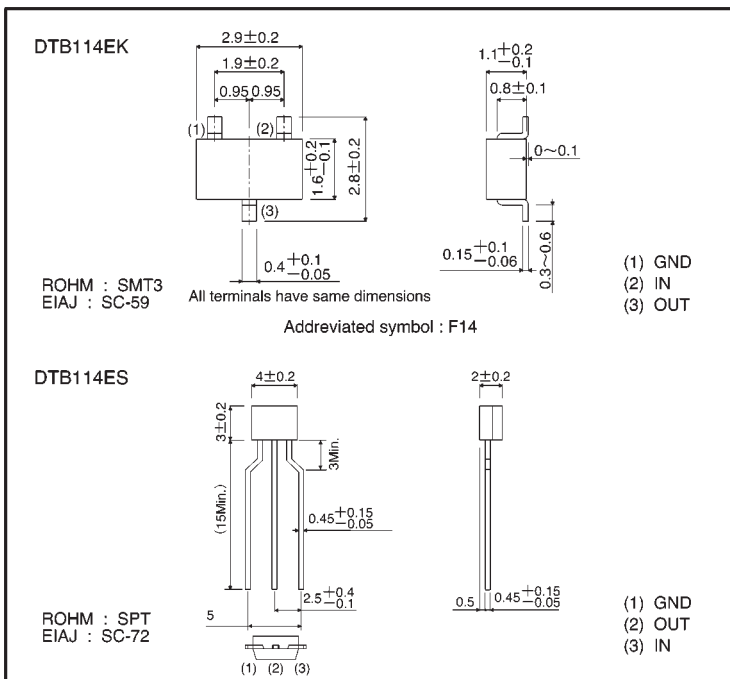 DTB114EK
2.9±0.2
1.9±0.2
0.95 0.95
(1)
(2)
(3)
1.6+0.2−0.1
2.8±0.2
0.4+0.1−0.05
1.1+0.2−0.1
0.8±0.1
0~0.1
0.15+0.1−0.06
0.3~0.6
ROHM : SMT3
EIAJ : SC-59
All terminals have same dimensions
Addreviated symbol : F14
(1) GND
(2) IN
(3) OUT
DTB114ES
4±0.2
3±0.2
(15Min.)
3Min.
0.45+0.15−0.05
2.5+0.4−0.1
5
(1) (2) (3)
2±0.2
0.5
0.45+0.15−0.05
ROHM : SPT
EIAJ : SC-72
(1) GND
(2) OUT
(3) IN